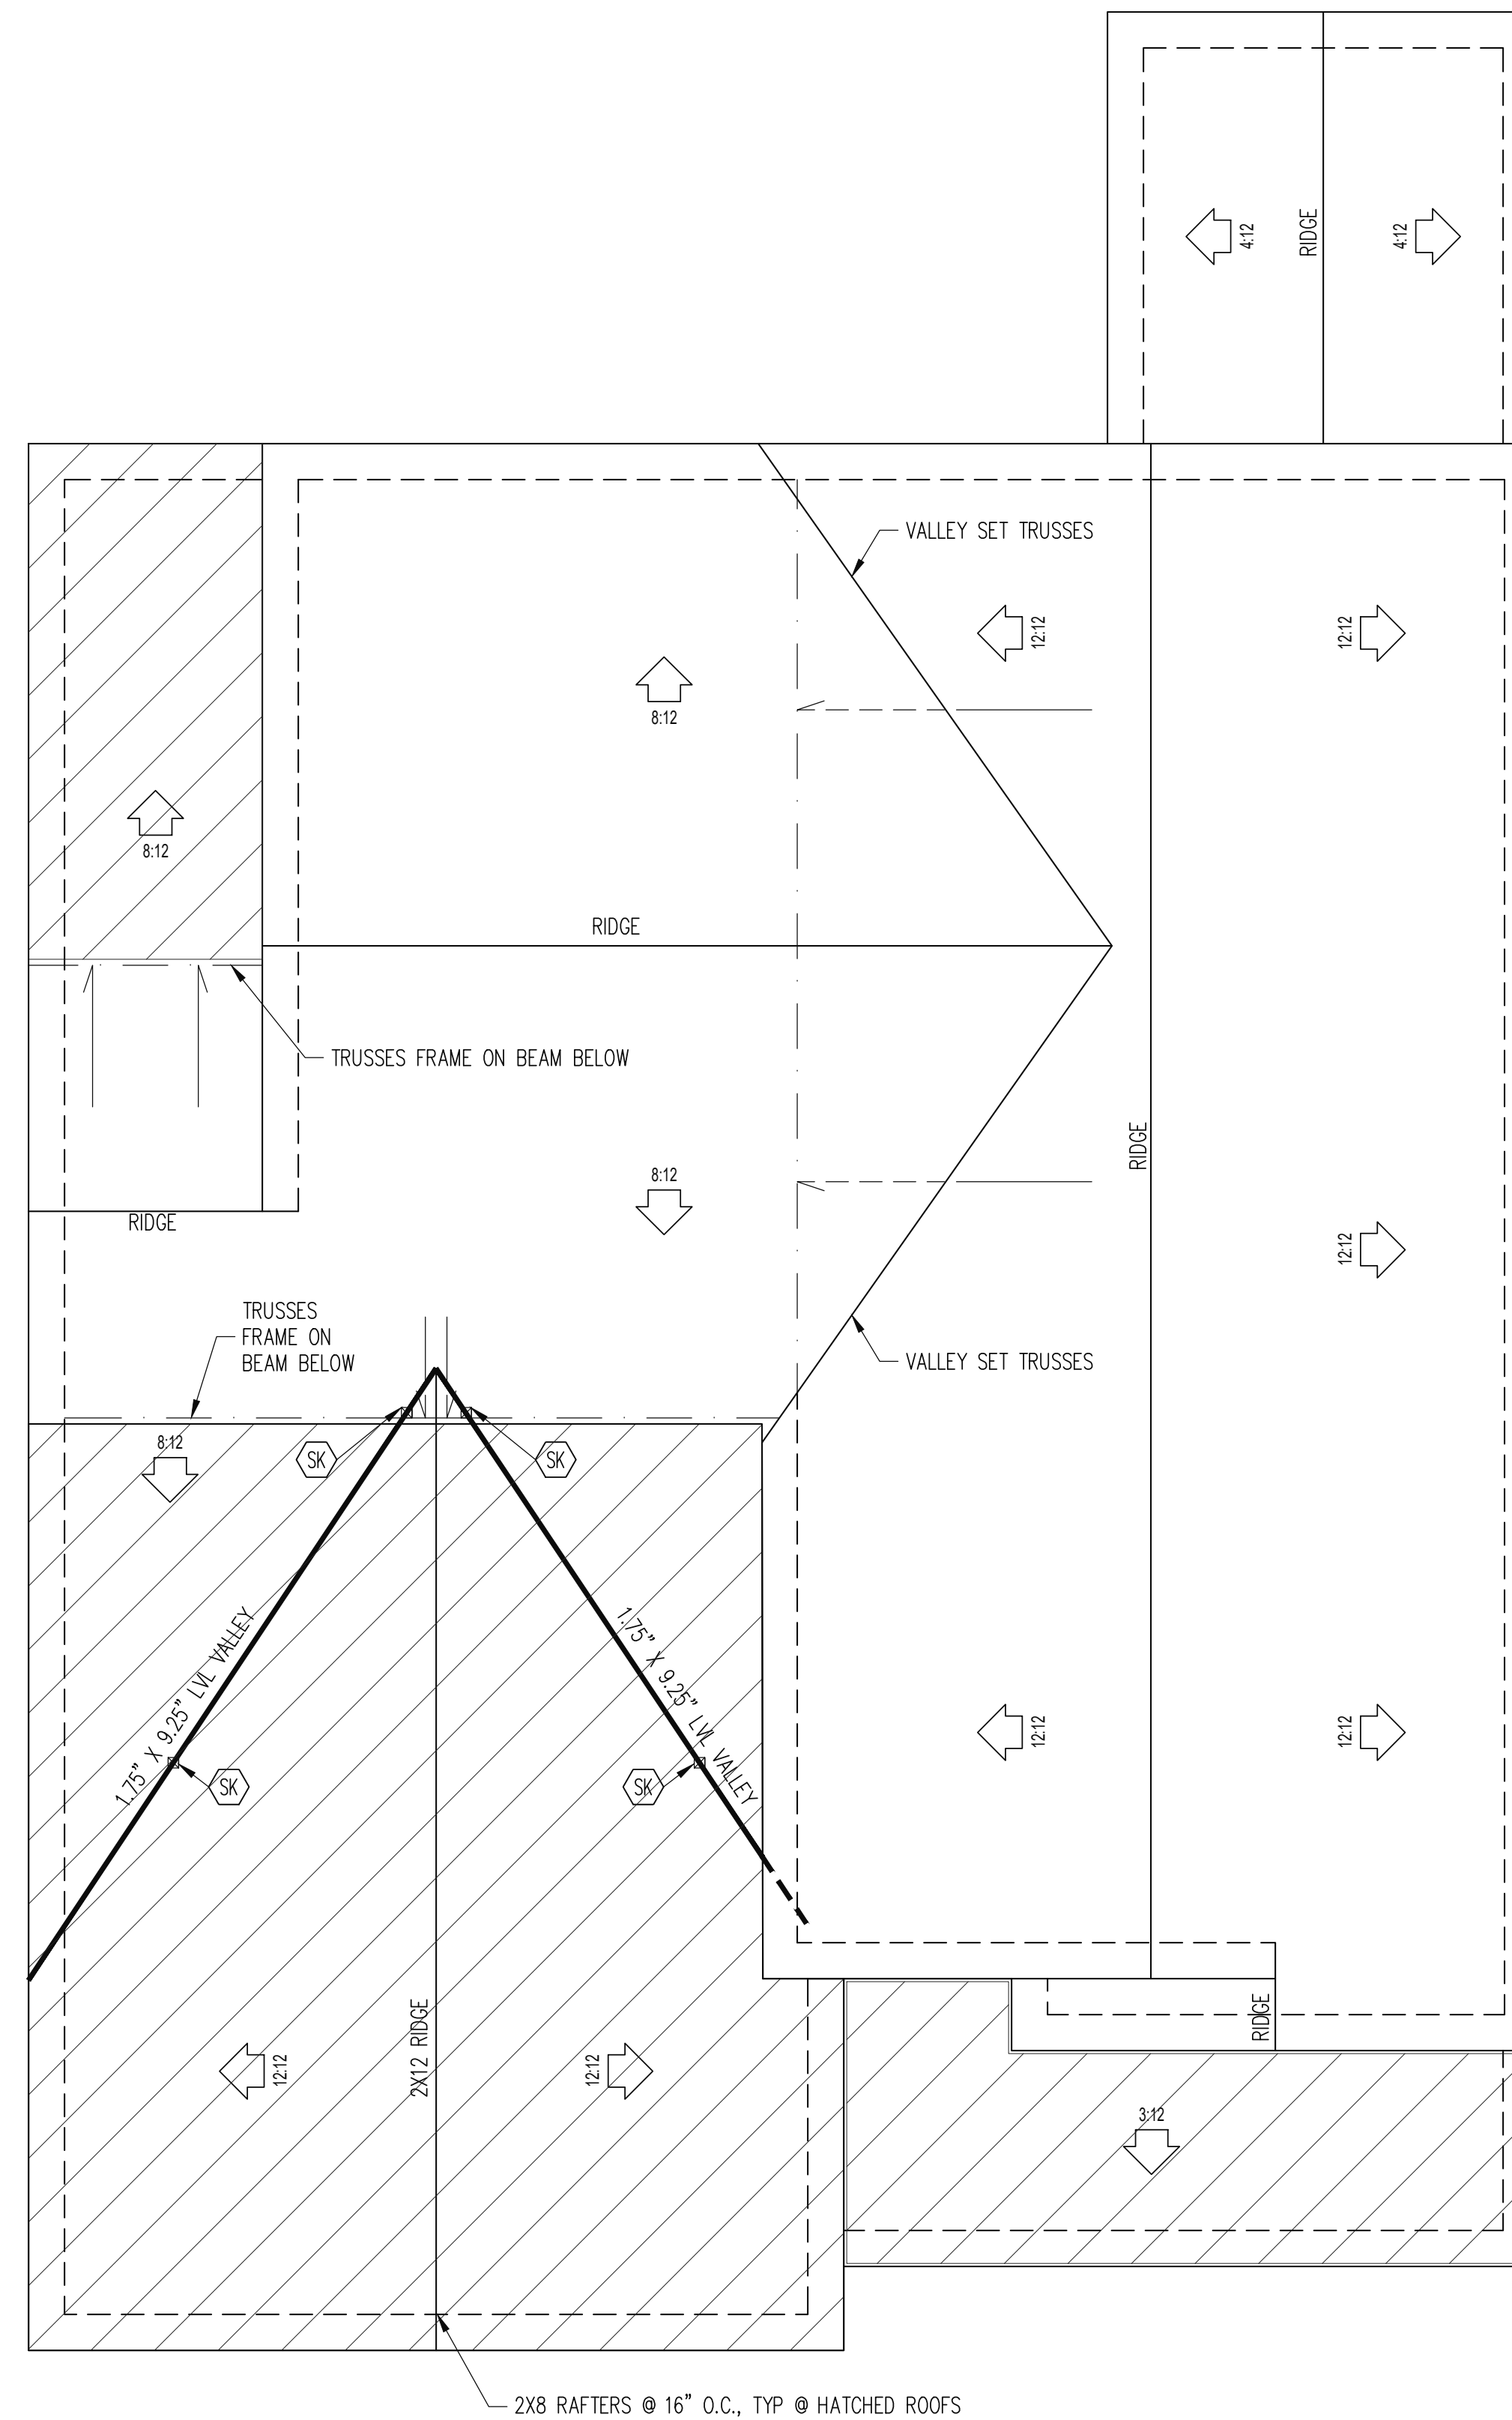 RIDGE
4:12
4:12
VALLEY SET TRUSSES
12:12
12:12
8:12
8:12
RIDGE
TRUSSES FRAME ON BEAM BELOW
RIDGE
8:12
RIDGE
12:12
TRUSSES
FRAME ON
BEAM BELOW
VALLEY SET TRUSSES
8:12
SK
SK
1.75" X 9.25" LVL VALLEY
1.75" X 9.25" LVL VALLEY
SK
SK
12:12
12:12
2X12 RIDGE
RIDGE
12:12
12:12
3:12
2X8 RAFTERS @ 16" O.C., TYP @ HATCHED ROOFS